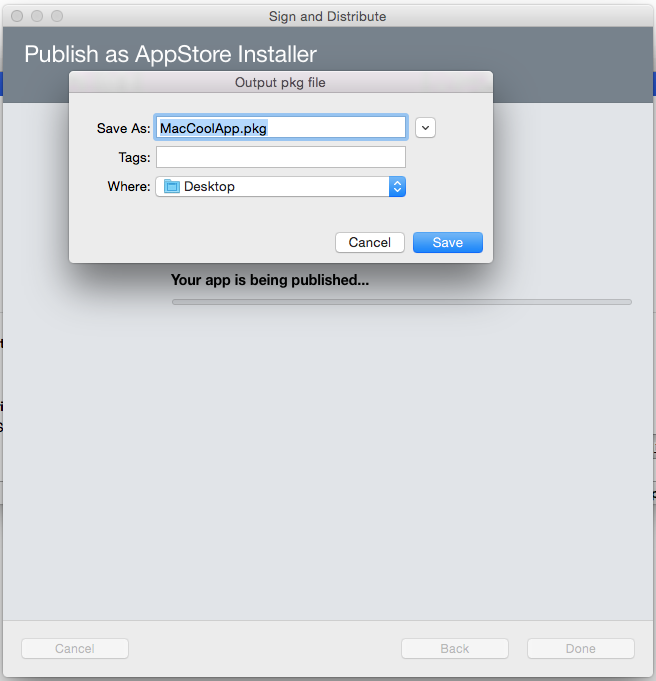 Sign and Distribute
Publish as AppStore Installer
Output pkg file
Save As: MacCoolApp.pkg
Tags:
Where: Desktop
Cancel Save
Your app is being published...
Cancel Back Done